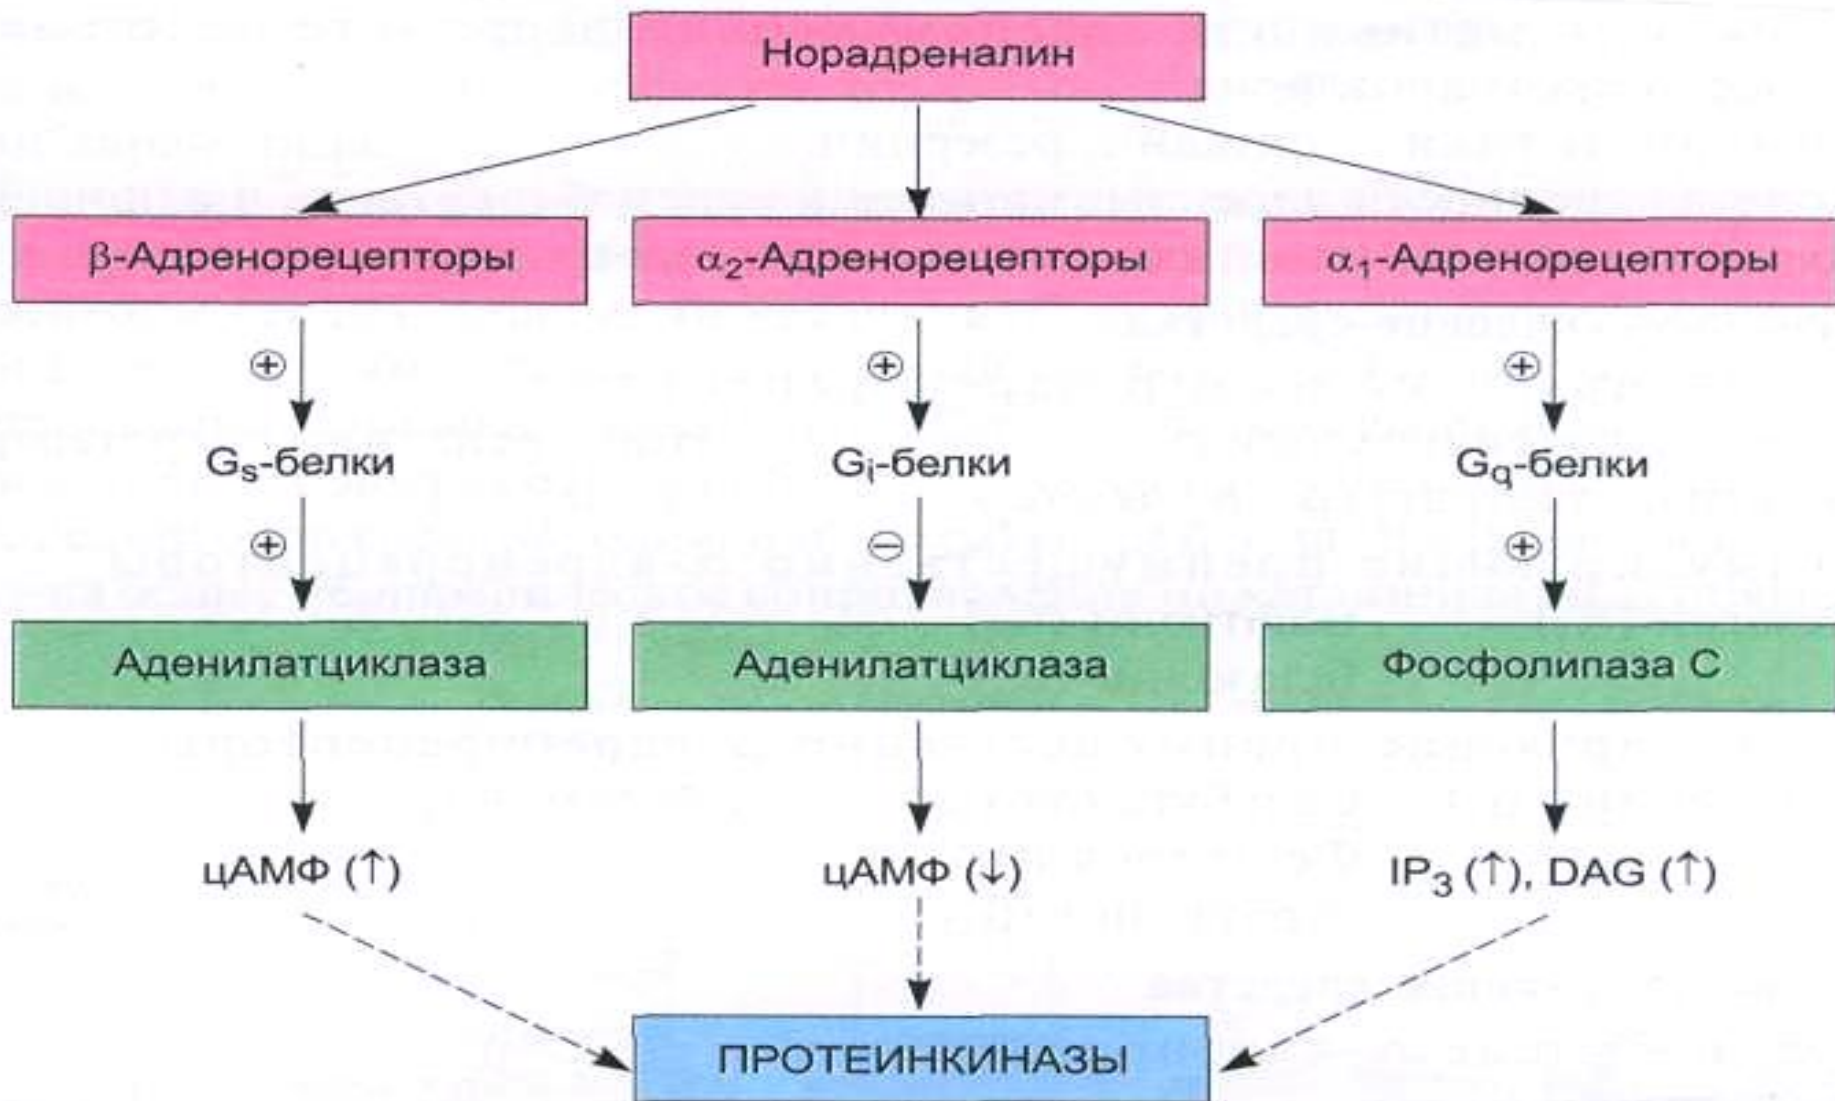 Норадреналин
β-Адренорецепторы
α₂-Адренорецепторы
α₁-Адренорецепторы
⊕
⊕
⊕
Gₛ-белки
Gᵢ-белки
G_q-белки
⊕
⊖
⊕
Аденилатциклаза
Аденилатциклаза
Фосфолипаза С
цАМФ (↑)
цАМФ (↓)
IP₃ (↑), DAG (↑)
ПРОТЕИНКИНАЗЫ